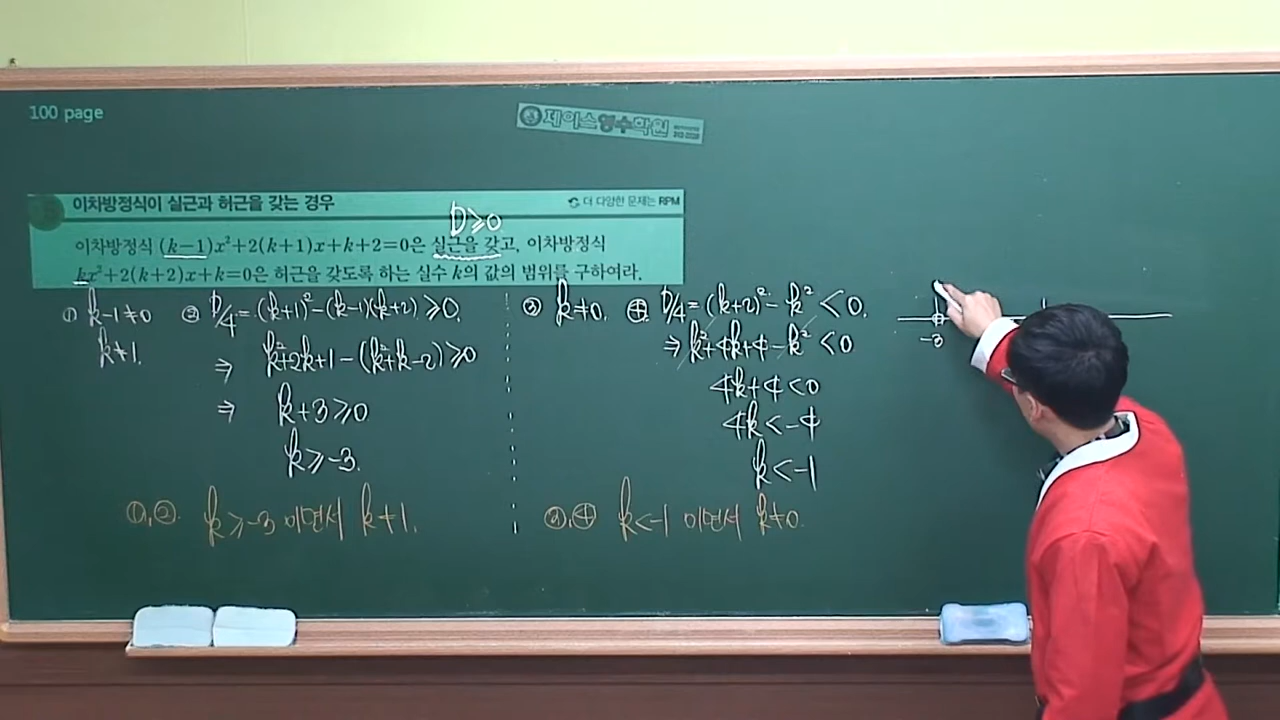 100 page
제이스영수학원
이차방정식이 실근과 허근을 갖는 경우
더 다양한 문제는 RPM
D≥0
이차방정식 (k-1)x²+2(k+1)x+k+2=0은 실근을 갖고, 이차방정식
kx²+2(k+2)x+k=0은 허근을 갖도록 하는 실수 k의 값의 범위를 구하여라.
① k-1≠0
k≠1.
② D/4=(k+1)²-(k-1)(k+2)≥0.
⇒ k²+2k+1-(k²+k-2)≥0
⇒ k+3≥0
k≥-3.
①,②. k≥-3 이면서 k≠1.
③ k≠0.
④ D/4=(k+2)²-k²<0.
⇒ k²+4k+4-k²<0
4k+4<0
4k<-4
k<-1
③,④ k<-1 이면서 k≠0.
-3